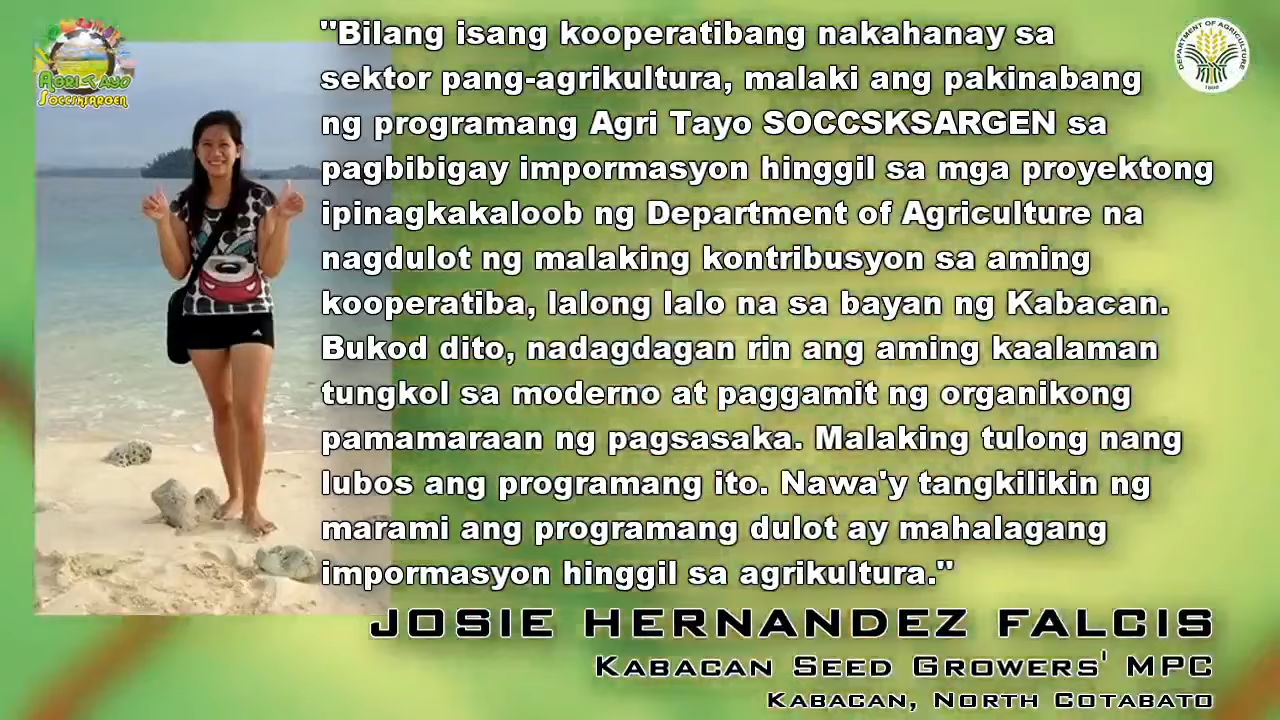 "Bilang isang kooperatibang nakahanay sa
sektor pang-agrikultura, malaki ang pakinabang
ng programang Agri Tayo SOCCSKSARGEN sa
pagbibigay impormasyon hinggil sa mga proyektong
ipinagkakaloob ng Department of Agriculture na
nagdulot ng malaking kontribusyon sa aming
kooperatiba, lalong lalo na sa bayan ng Kabacan.
Bukod dito, nadagdagan rin ang aming kaalaman
tungkol sa moderno at paggamit ng organikong
pamamaraan ng pagsasaka. Malaking tulong nang
lubos ang programang ito. Nawa'y tangkilikin ng
marami ang programang dulot ay mahalagang
impormasyon hinggil sa agrikultura."
JOSIE HERNANDEZ FALCIS
KABACAN SEED GROWERS' MPC
KABACAN, NORTH COTABATO
AGRI-TAYO
SOCCSKSARGEN
DEPARTMENT OF AGRICULTURE
1898